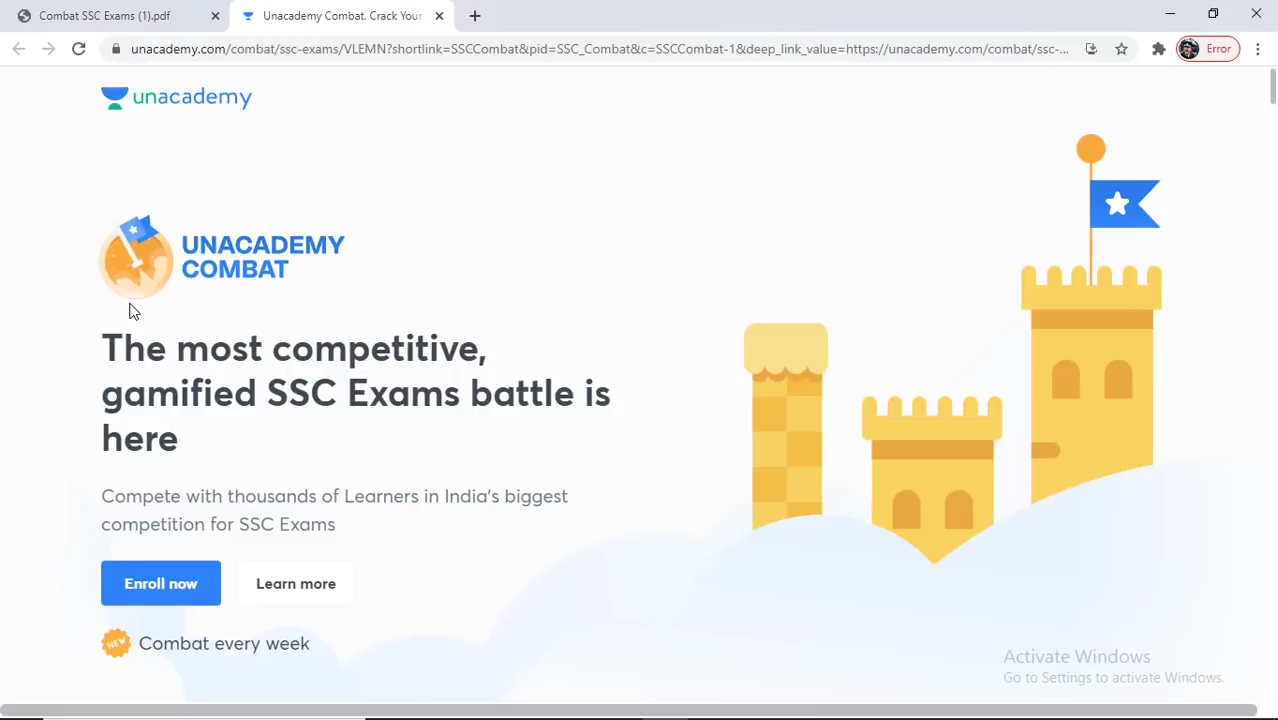 Combat SSC Exams (1).pdf
Unacademy Combat. Crack Your
unacademy.com/combat/ssc-exams/VLEMN?shortlink=SSCCombat&pid=SSC_Combat&c=SSCCombat-1&deep_link_value=https://unacademy.com/combat/ssc-...
Error
unacademy
UNACADEMY
COMBAT
The most competitive,
gamified SSC Exams battle is
here
Compete with thousands of Learners in India's biggest
competition for SSC Exams
Enroll now
Learn more
NEW
Combat every week
Activate Windows
Go to Settings to activate Windows.